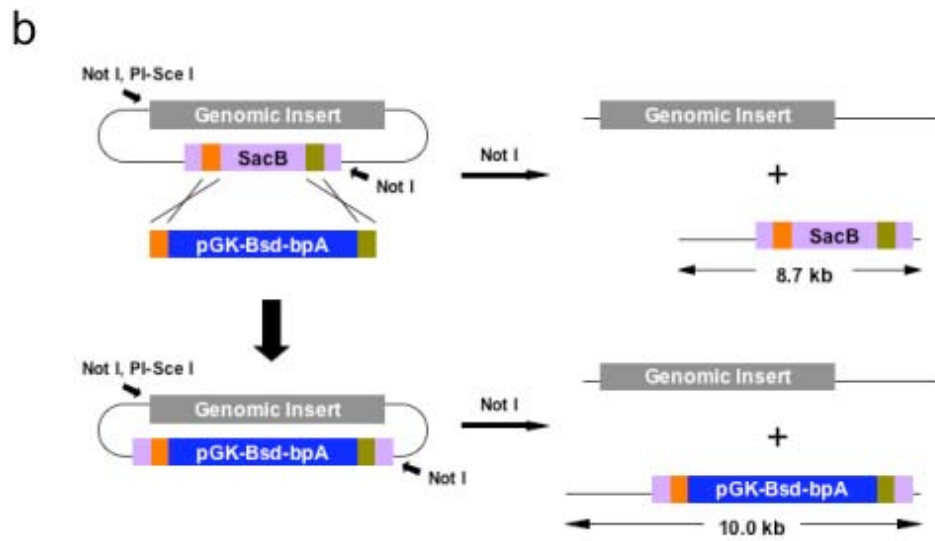 b
Not I, PI-Sce I
Genomic Insert
SacB
Not I
pGK-Bsd-bpA
Not I
Genomic Insert
+
SacB
8.7 kb
Not I, PI-Sce I
Genomic Insert
pGK-Bsd-bpA
Not I
Not I
Genomic Insert
+
pGK-Bsd-bpA
10.0 kb